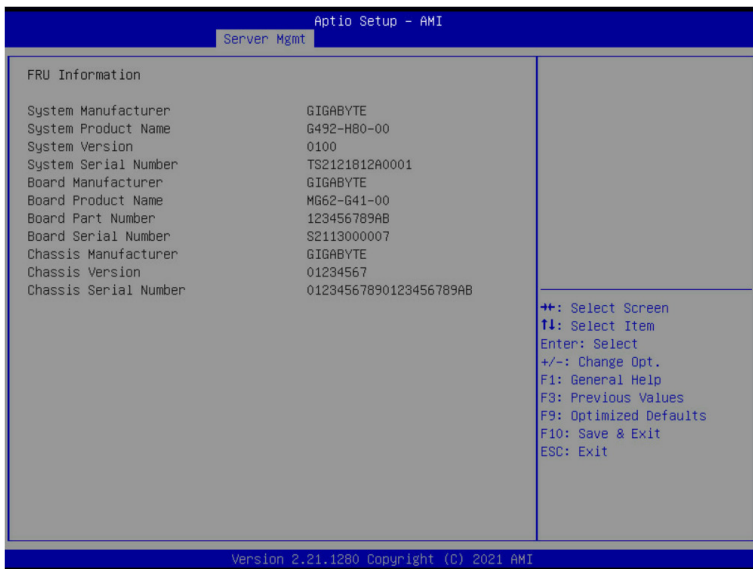 Aptio Setup – AMI
Server Mgmt
FRU Information
System Manufacturer GIGABYTE
System Product Name G492-H80-00
System Version 0100
System Serial Number TS2121812A0001
Board Manufacturer GIGABYTE
Board Product Name MG62-G41-00
Board Part Number 123456789AB
Board Serial Number S2113000007
Chassis Manufacturer GIGABYTE
Chassis Version 01234567
Chassis Serial Number 01234567890123456789AB
→←: Select Screen
↑↓: Select Item
Enter: Select
+/-: Change Opt.
F1: General Help
F3: Previous Values
F9: Optimized Defaults
F10: Save & Exit
ESC: Exit
Version 2.21.1280 Copyright (C) 2021 AMI